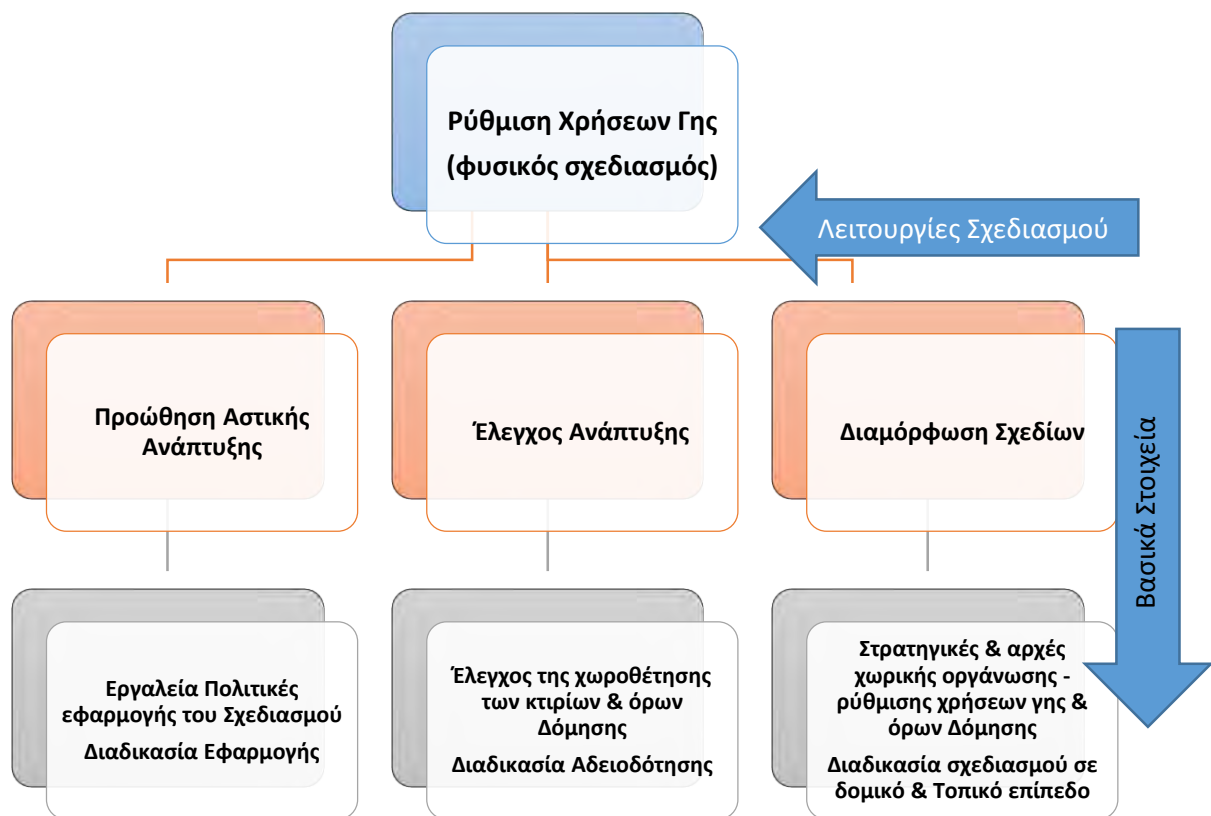 Ρύθμιση Χρήσεων Γης
(φυσικός σχεδιασμός)
Λειτουργίες Σχεδιασμού
Προώθηση Αστικής
Ανάπτυξης
Έλεγχος Ανάπτυξης
Διαμόρφωση Σχεδίων
Βασικά Στοιχεία
Εργαλεία Πολιτικές
εφαρμογής του Σχεδιασμού
Διαδικασία Εφαρμογής
Έλεγχος της χωροθέτησης
των κτιρίων & όρων
Δόμησης
Διαδικασία Αδειοδότησης
Στρατηγικές & αρχές
χωρικής οργάνωσης -
ρύθμισης χρήσεων γης &
όρων Δόμησης
Διαδικασία σχεδιασμού σε
δομικό & Τοπικό επίπεδο